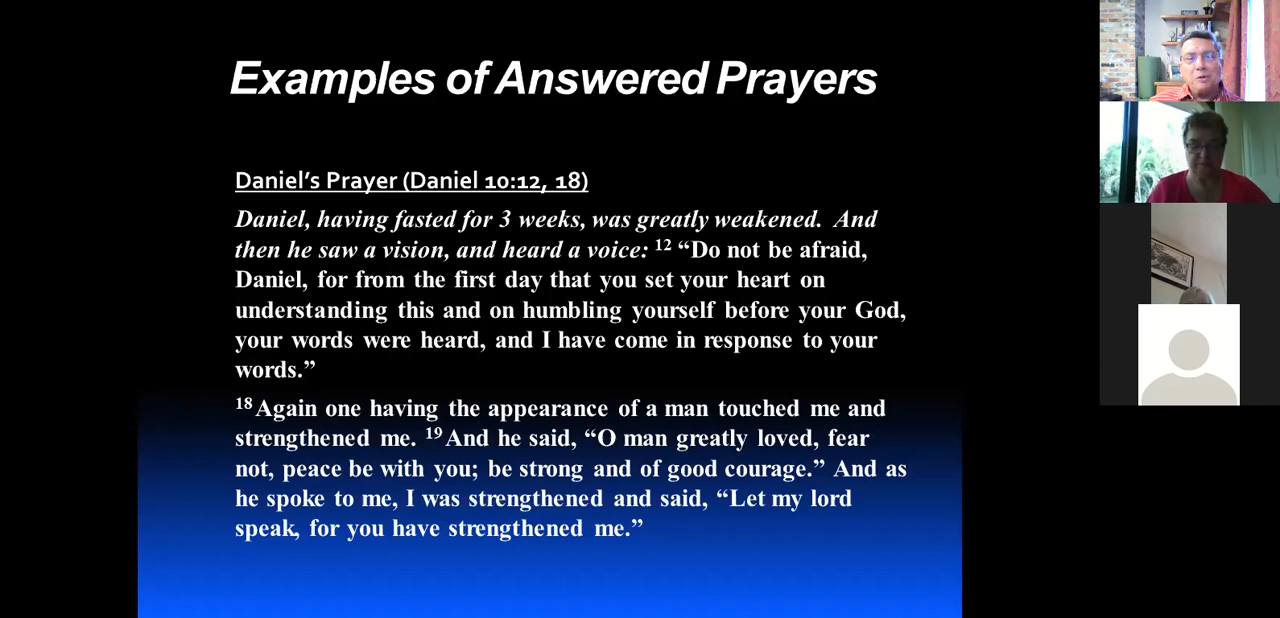 Examples of Answered Prayers
Daniel’s Prayer (Daniel 10:12, 18)
Daniel, having fasted for 3 weeks, was greatly weakened.  And
then he saw a vision, and heard a voice: 12 “Do not be afraid,
Daniel, for from the first day that you set your heart on
understanding this and on humbling yourself before your God,
your words were heard, and I have come in response to your
words.”
18 Again one having the appearance of a man touched me and
strengthened me. 19 And he said, “O man greatly loved, fear
not, peace be with you; be strong and of good courage.” And as
he spoke to me, I was strengthened and said, “Let my lord
speak, for you have strengthened me.”